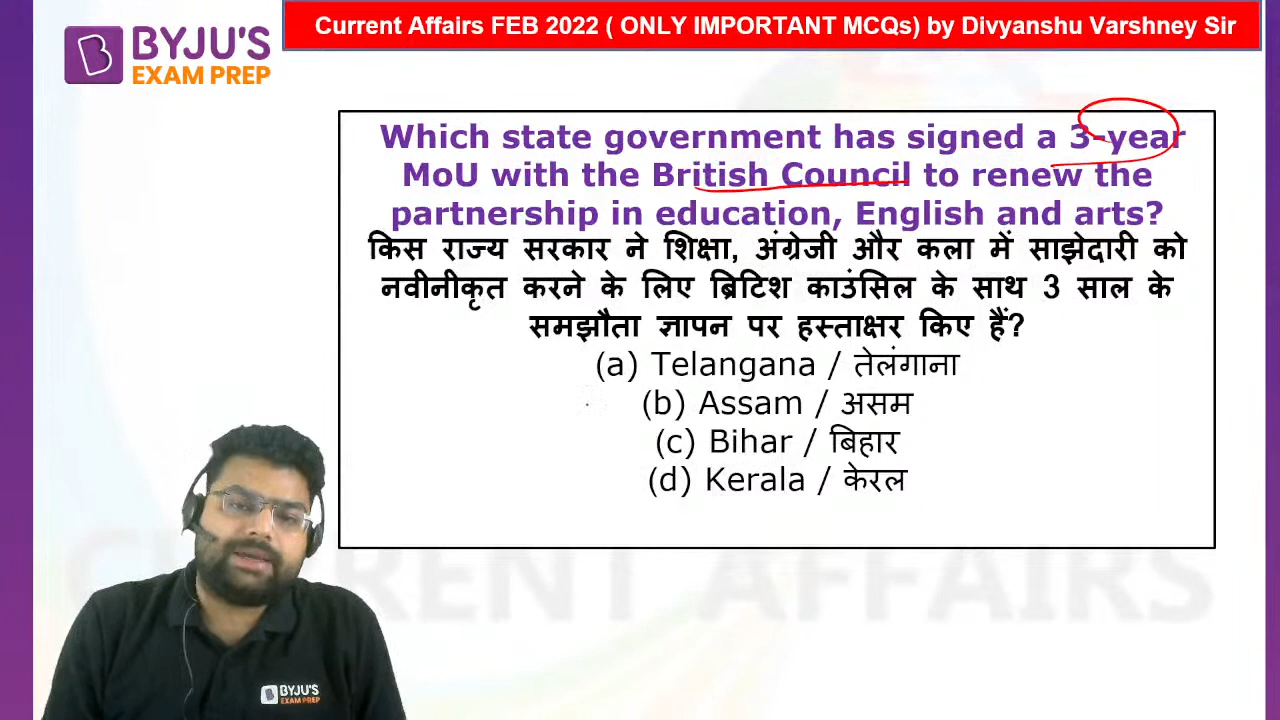 BYJU'S
EXAM PREP
Current Affairs FEB 2022 ( ONLY IMPORTANT MCQs) by Divyanshu Varshney Sir
Which state government has signed a 3-year
MoU with the British Council to renew the
partnership in education, English and arts?
किस राज्य सरकार ने शिक्षा, अंग्रेजी और कला में साझेदारी को
नवीनीकृत करने के लिए ब्रिटिश काउंसिल के साथ 3 साल के
समझौता ज्ञापन पर हस्ताक्षर किए हैं?
(a) Telangana / तेलंगाना
(b) Assam / असम
(c) Bihar / बिहार
(d) Kerala / केरल
CURRENT AFFAIRS
BYJU'S
EXAM PREP